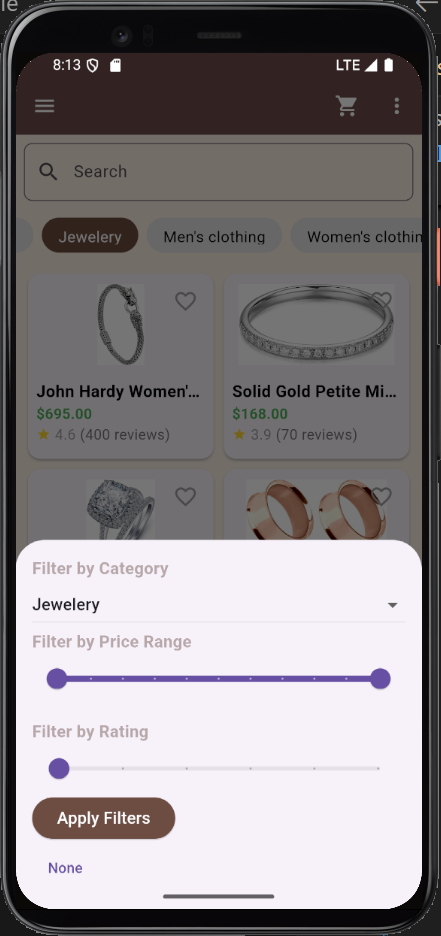 le
8:13
LTE
Search
Jewelery
Men's clothing
Women's clothin
John Hardy Women'...
Solid Gold Petite Mi...
$695.00
$168.00
4.6 (400 reviews)
3.9 (70 reviews)
Filter by Category
Jewelery
Filter by Price Range
Filter by Rating
Apply Filters
None